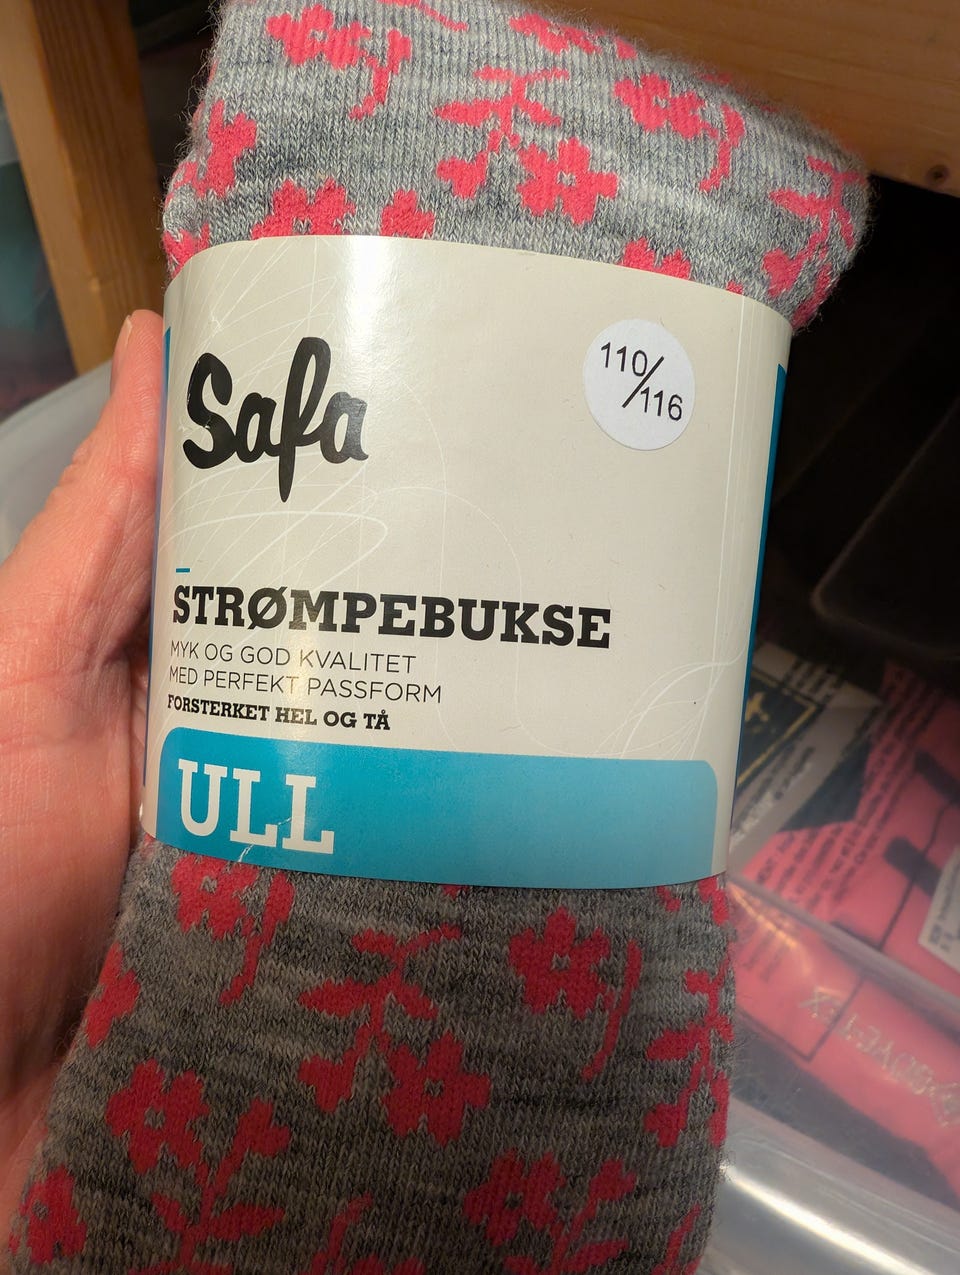 Safa
110/116
STRØMPEBUKSE
MYK OG GOD KVALITET
MED PERFEKT PASSFORM
FORSTERKET HEL OG TÅ
ULL